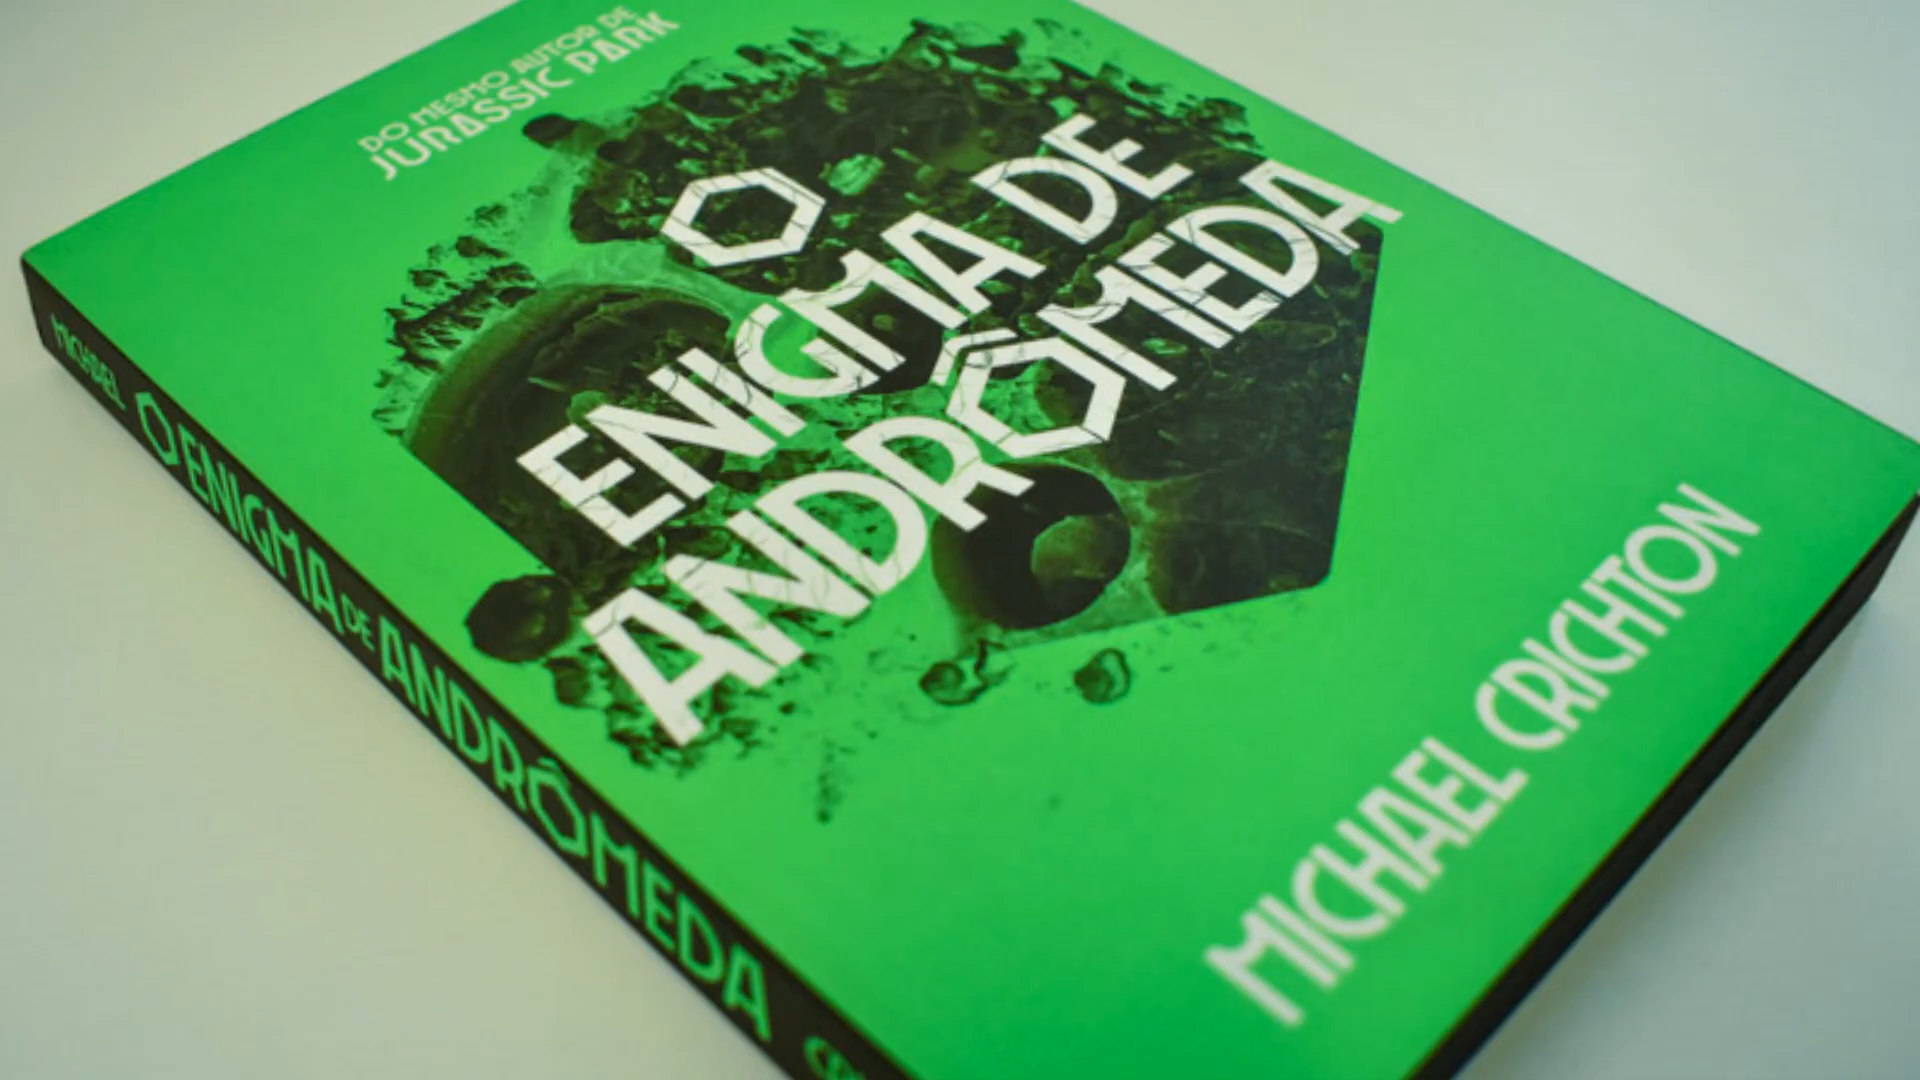 DO MESMO AUTOR DE
JURASSIC PARK
O
ENIGMA DE
ANDRÔMEDA
MICHAEL CRICHTON
MICHAEL O ENIGMA DE ANDRÔMEDA